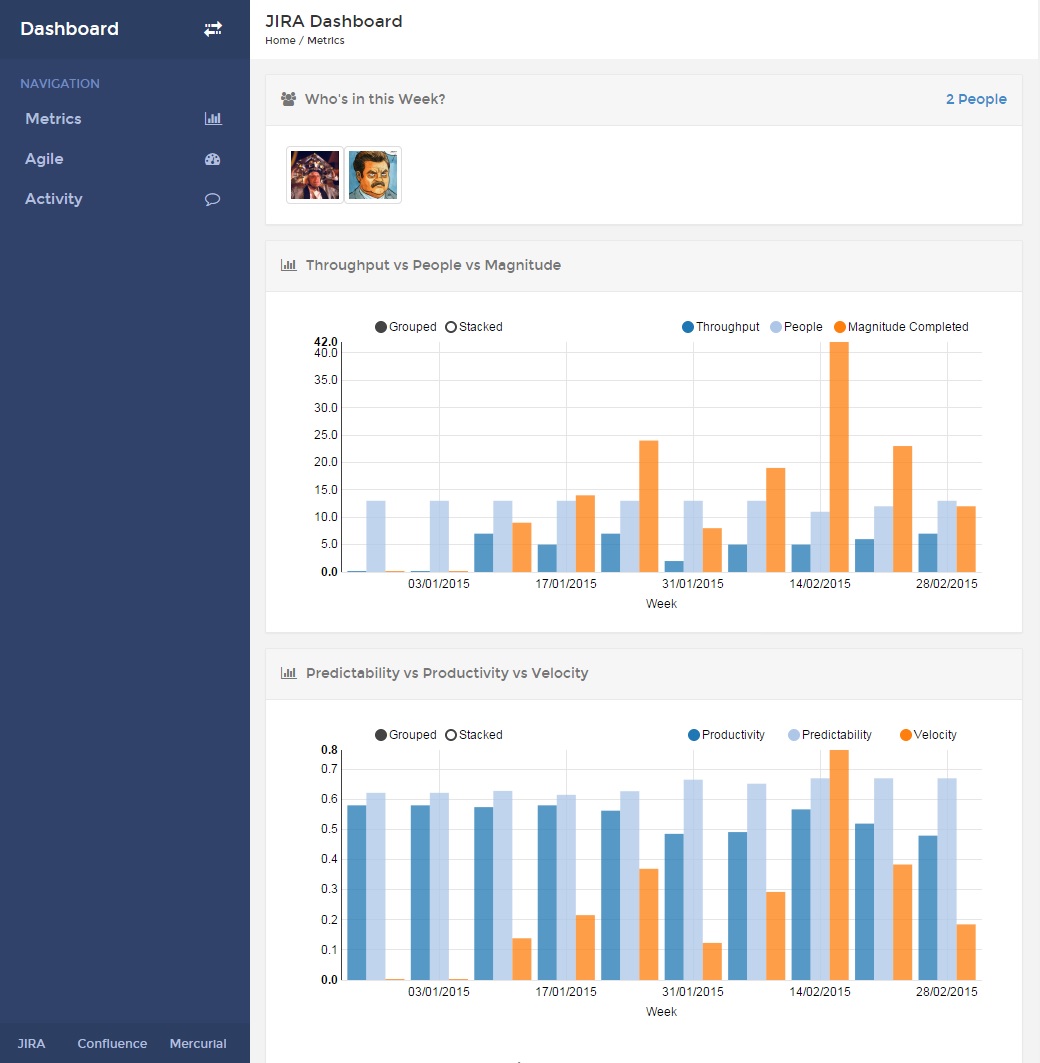 Dashboard
NAVIGATION
Metrics
Agile
Activity
JIRA Confluence Mercurial
JIRA Dashboard
Home / Metrics
Who's in this Week? 2 People
Throughput vs People vs Magnitude
Grouped Stacked Throughput People Magnitude Completed
42.0
40.0
35.0
30.0
25.0
20.0
15.0
10.0
5.0
0.0
03/01/2015 17/01/2015 31/01/2015 14/02/2015 28/02/2015
Week
Predictability vs Productivity vs Velocity
Grouped Stacked Productivity Predictability Velocity
0.8
0.7
0.6
0.5
0.4
0.3
0.2
0.1
0.0
03/01/2015 17/01/2015 31/01/2015 14/02/2015 28/02/2015
Week